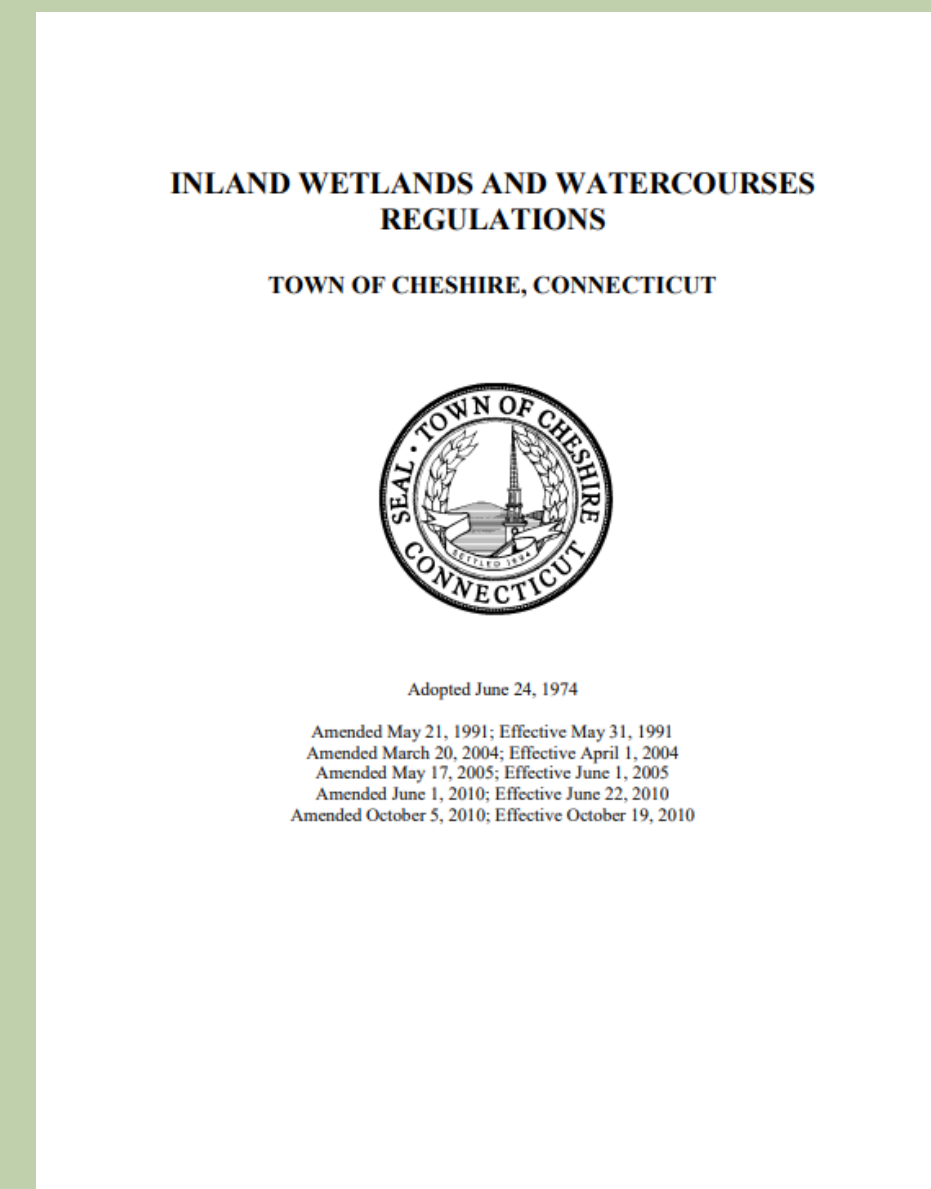 INLAND WETLANDS AND WATERCOURSES
REGULATIONS
TOWN OF CHESHIRE, CONNECTICUT
SEAL · TOWN OF CHESHIRE
CONNECTICUT
SETTLED 1694
Adopted June 24, 1974
Amended May 21, 1991; Effective May 31, 1991
Amended March 20, 2004; Effective April 1, 2004
Amended May 17, 2005; Effective June 1, 2005
Amended June 1, 2010; Effective June 22, 2010
Amended October 5, 2010; Effective October 19, 2010